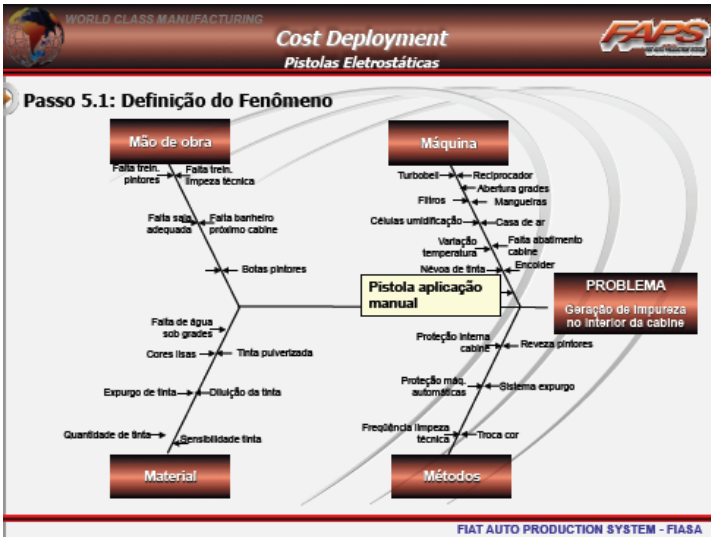 WORLD CLASS MANUFACTURING
Cost Deployment
Pistolas Eletrostáticas
FAPS
Passo 5.1: Definição do Fenômeno
Mão de obra
Máquina
Falta trein.
pintores
Falta trein.
limpeza técnica
Falta sala
adequada
Falta banheiro
próximo cabine
Botas pintores
Turbobell
Reciprocador
Abertura grades
Filtros
Mangueiras
Células umidificação
Casa de ar
Variação
temperatura
Falta abatimento
cabine
Névoa de tinta
Encolder
Pistola aplicação
manual
PROBLEMA
Geração de impureza
no interior da cabine
Falta de água
sob grades
Cores lisas
Tinta pulverizada
Expurgo de tinta
Diluição da tinta
Quantidade de tinta
Sensibilidade tinta
Proteção interna
cabine
Reveza pintores
Proteção máq.
automáticas
Sistema expurgo
Freqüência limpeza
técnica
Troca cor
Material
Métodos
FIAT AUTO PRODUCTION SYSTEM - FIASA